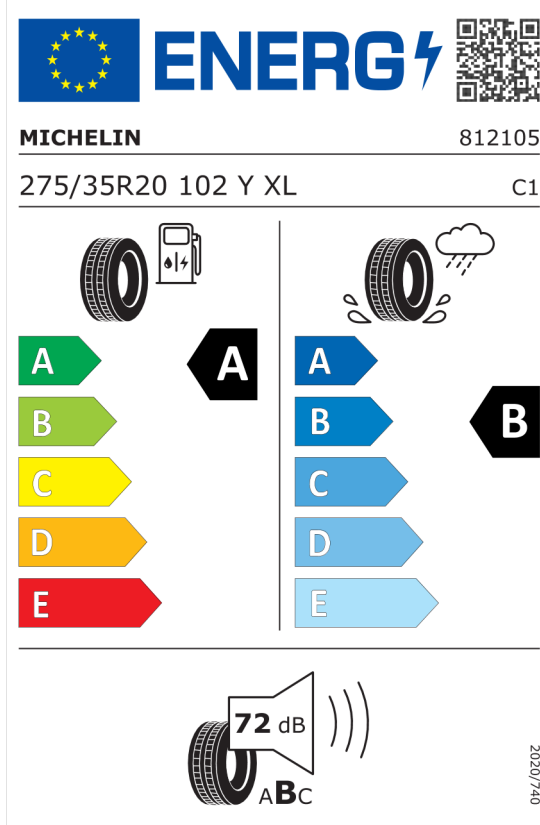 ENERG
MICHELIN 812105
275/35R20 102 Y XL C1
A A
B
C
D
E
A
B B
C
D
E
72 dB
ABC
2020/740